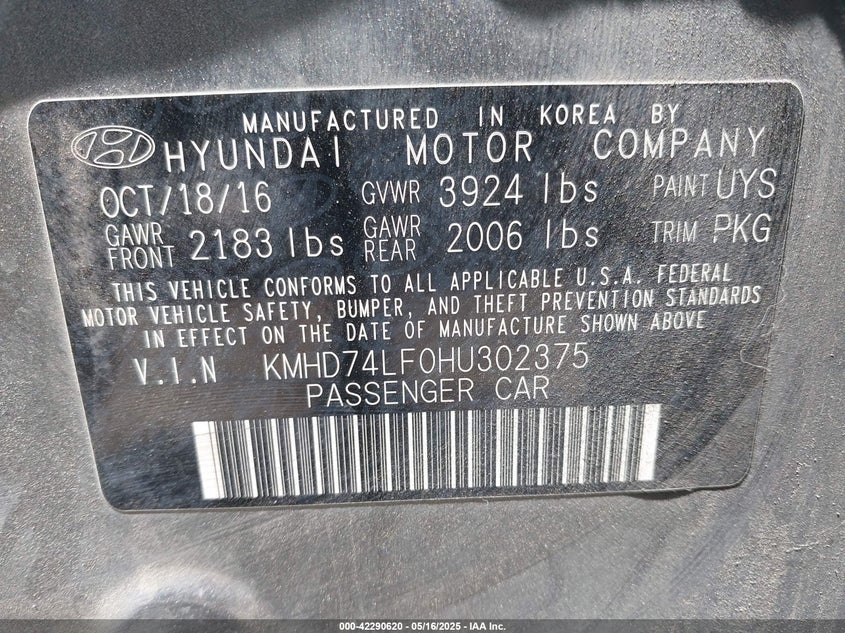 MANUFACTURED IN KOREA BY
HYUNDAI MOTOR COMPANY
OCT/18/16 GVWR 3924 lbs PAINT UYS
GAWR FRONT 2183 lbs GAWR REAR 2006 lbs TRIM PKG
THIS VEHICLE CONFORMS TO ALL APPLICABLE U.S.A. FEDERAL
MOTOR VEHICLE SAFETY, BUMPER, AND THEFT PREVENTION STANDARDS
IN EFFECT ON THE DATE OF MANUFACTURE SHOWN ABOVE
V.I.N KMHD74LF0HU302375
PASSENGER CAR
000-42290620 - 05/16/2025 - IAA Inc.